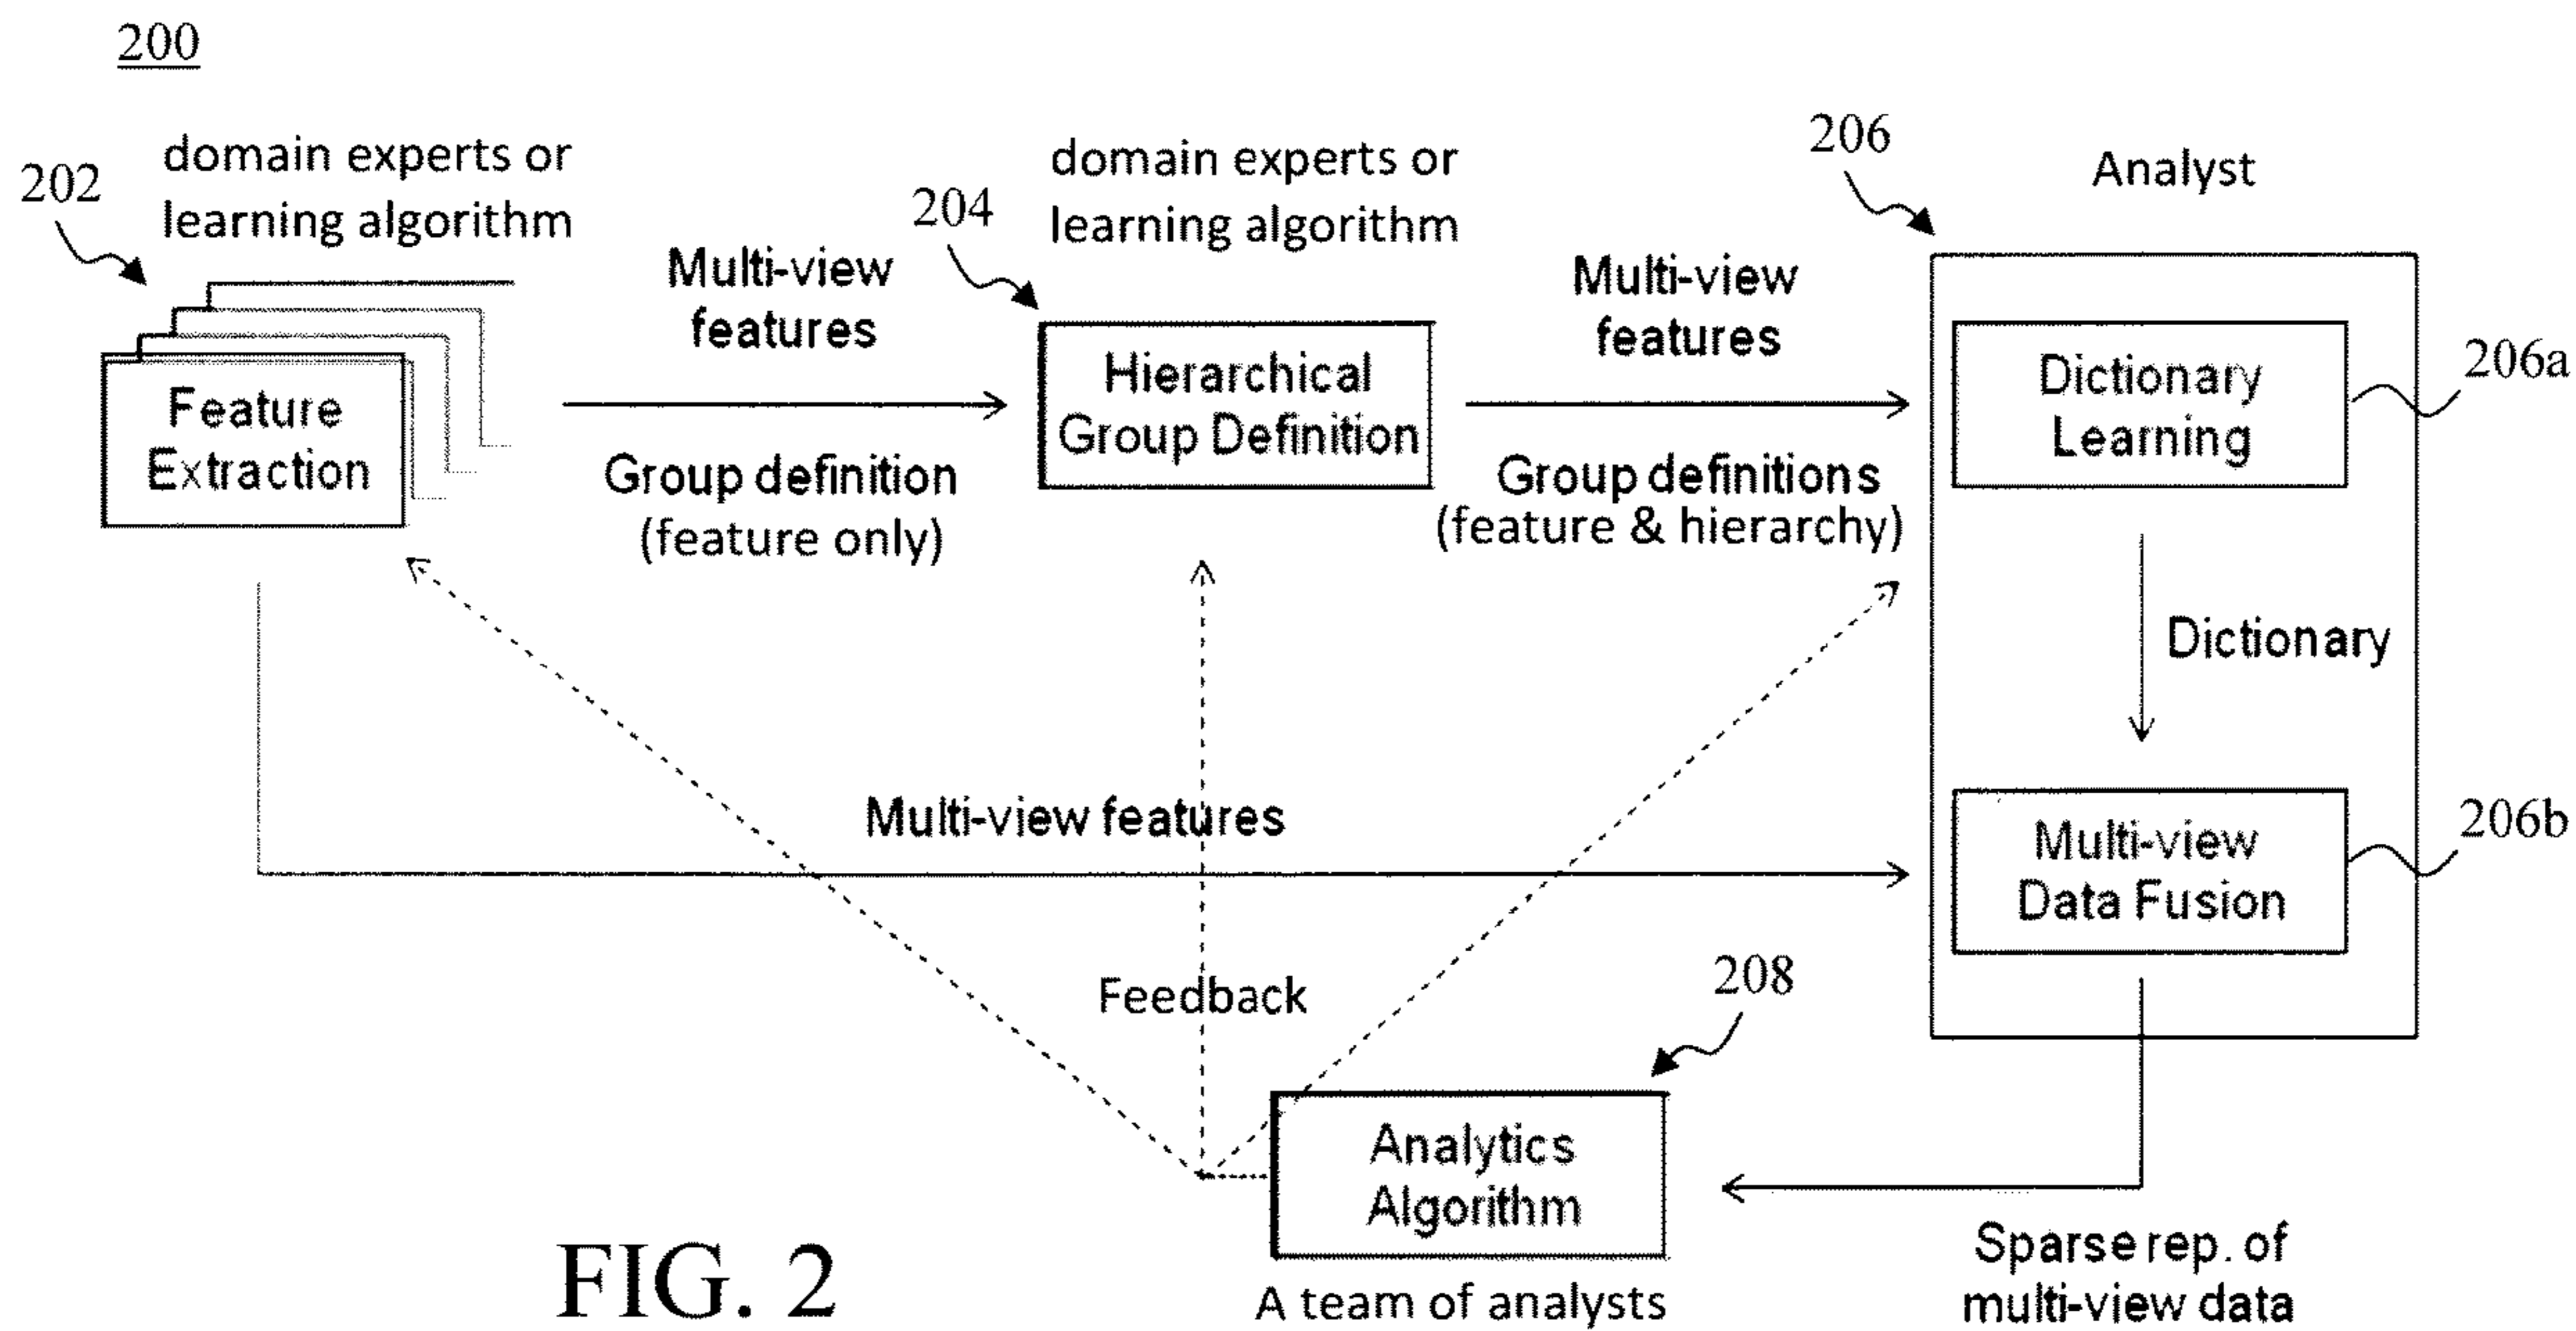 200
domain experts or
learning algorithm
202
Feature
Extraction
Multi-view
features
Group definition
(feature only)
domain experts or
learning algorithm
204
Hierarchical
Group Definition
Multi-view
features
Group definitions
(feature & hierarchy)
206
Analyst
Dictionary
Learning
206a
Dictionary
Multi-view
Data Fusion
206b
Multi-view features
Feedback
208
Analytics
Algorithm
A team of analysts
Sparse rep. of
multi-view data
FIG. 2